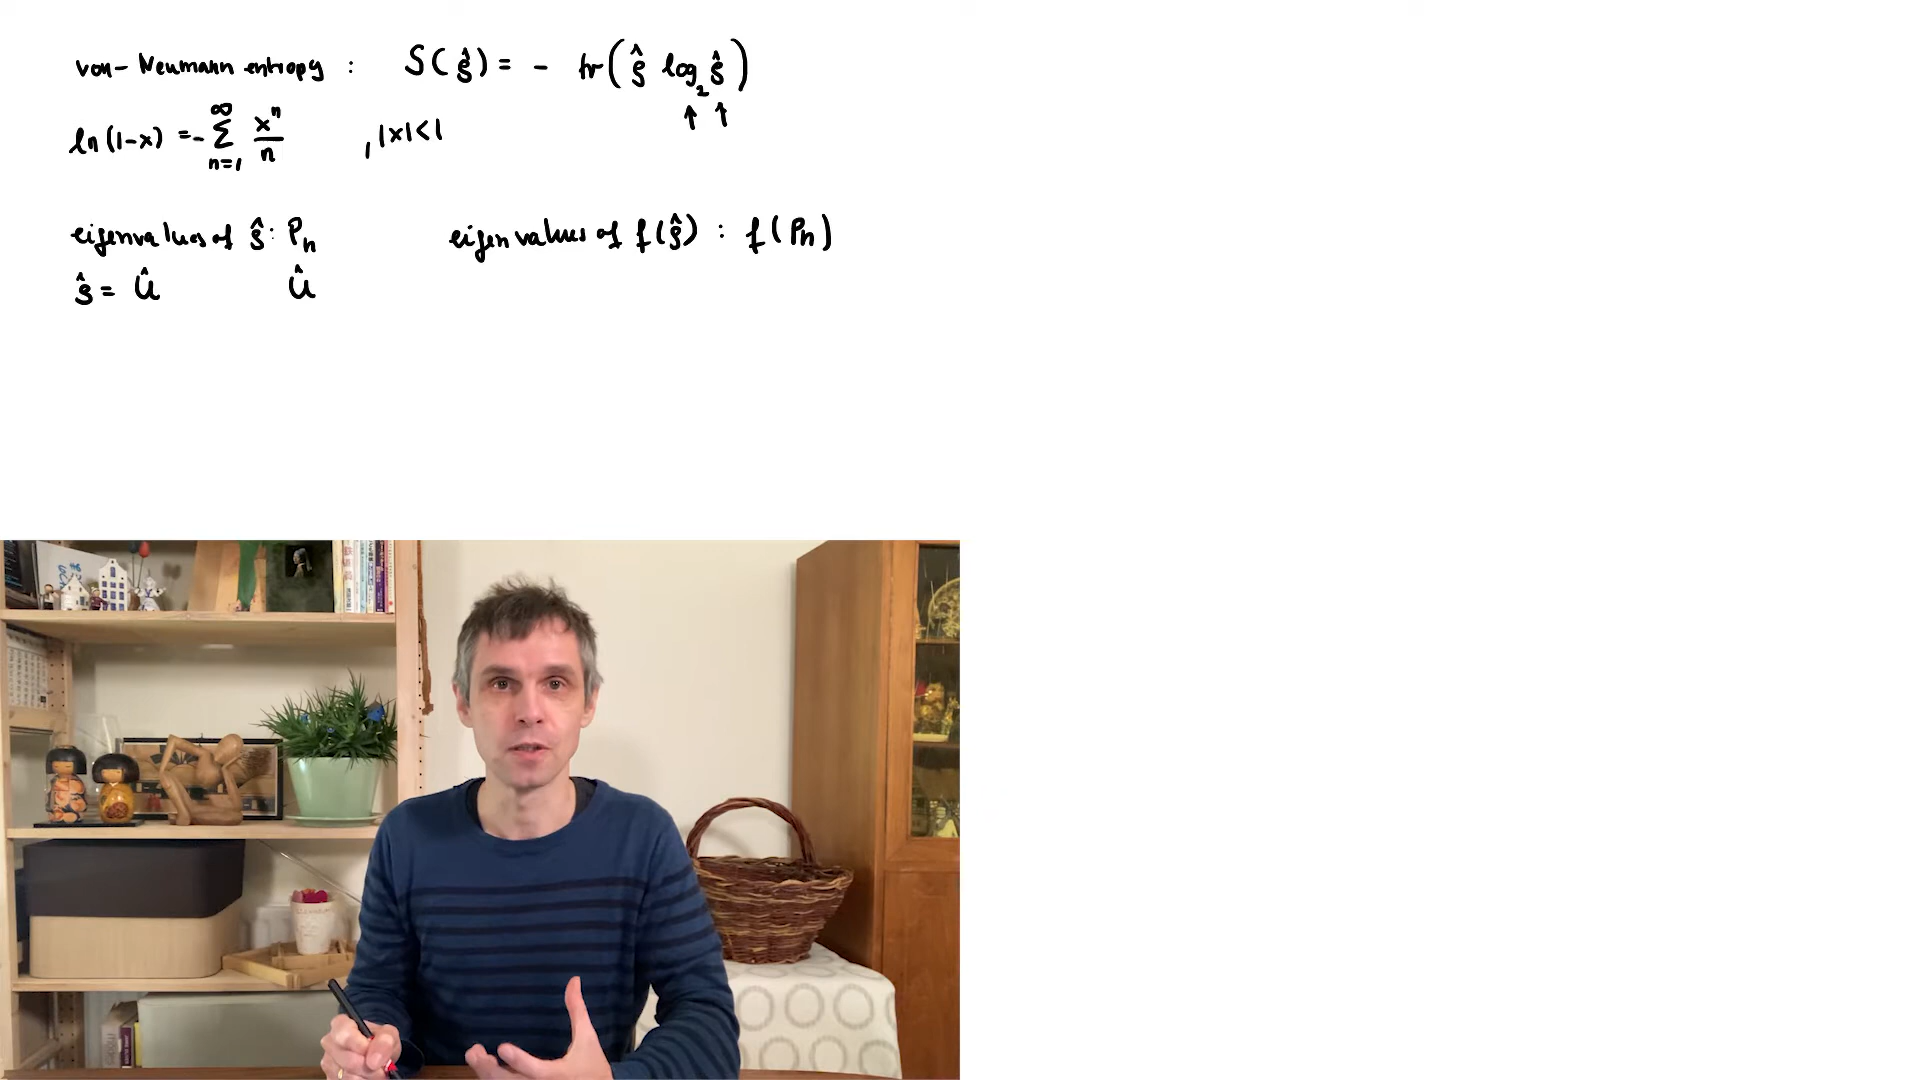 von-Neumann entropy : S(ρ̂) = - tr(ρ̂ log₂ ρ̂)
↑ ↑
ln(1-x) = - ∑_{n=1}^{∞} xⁿ/n , |x|<1
eigenvalues of ρ̂ : Pₙ eigenvalues of f(ρ̂) : f(Pₙ)
ρ̂ = Û Û